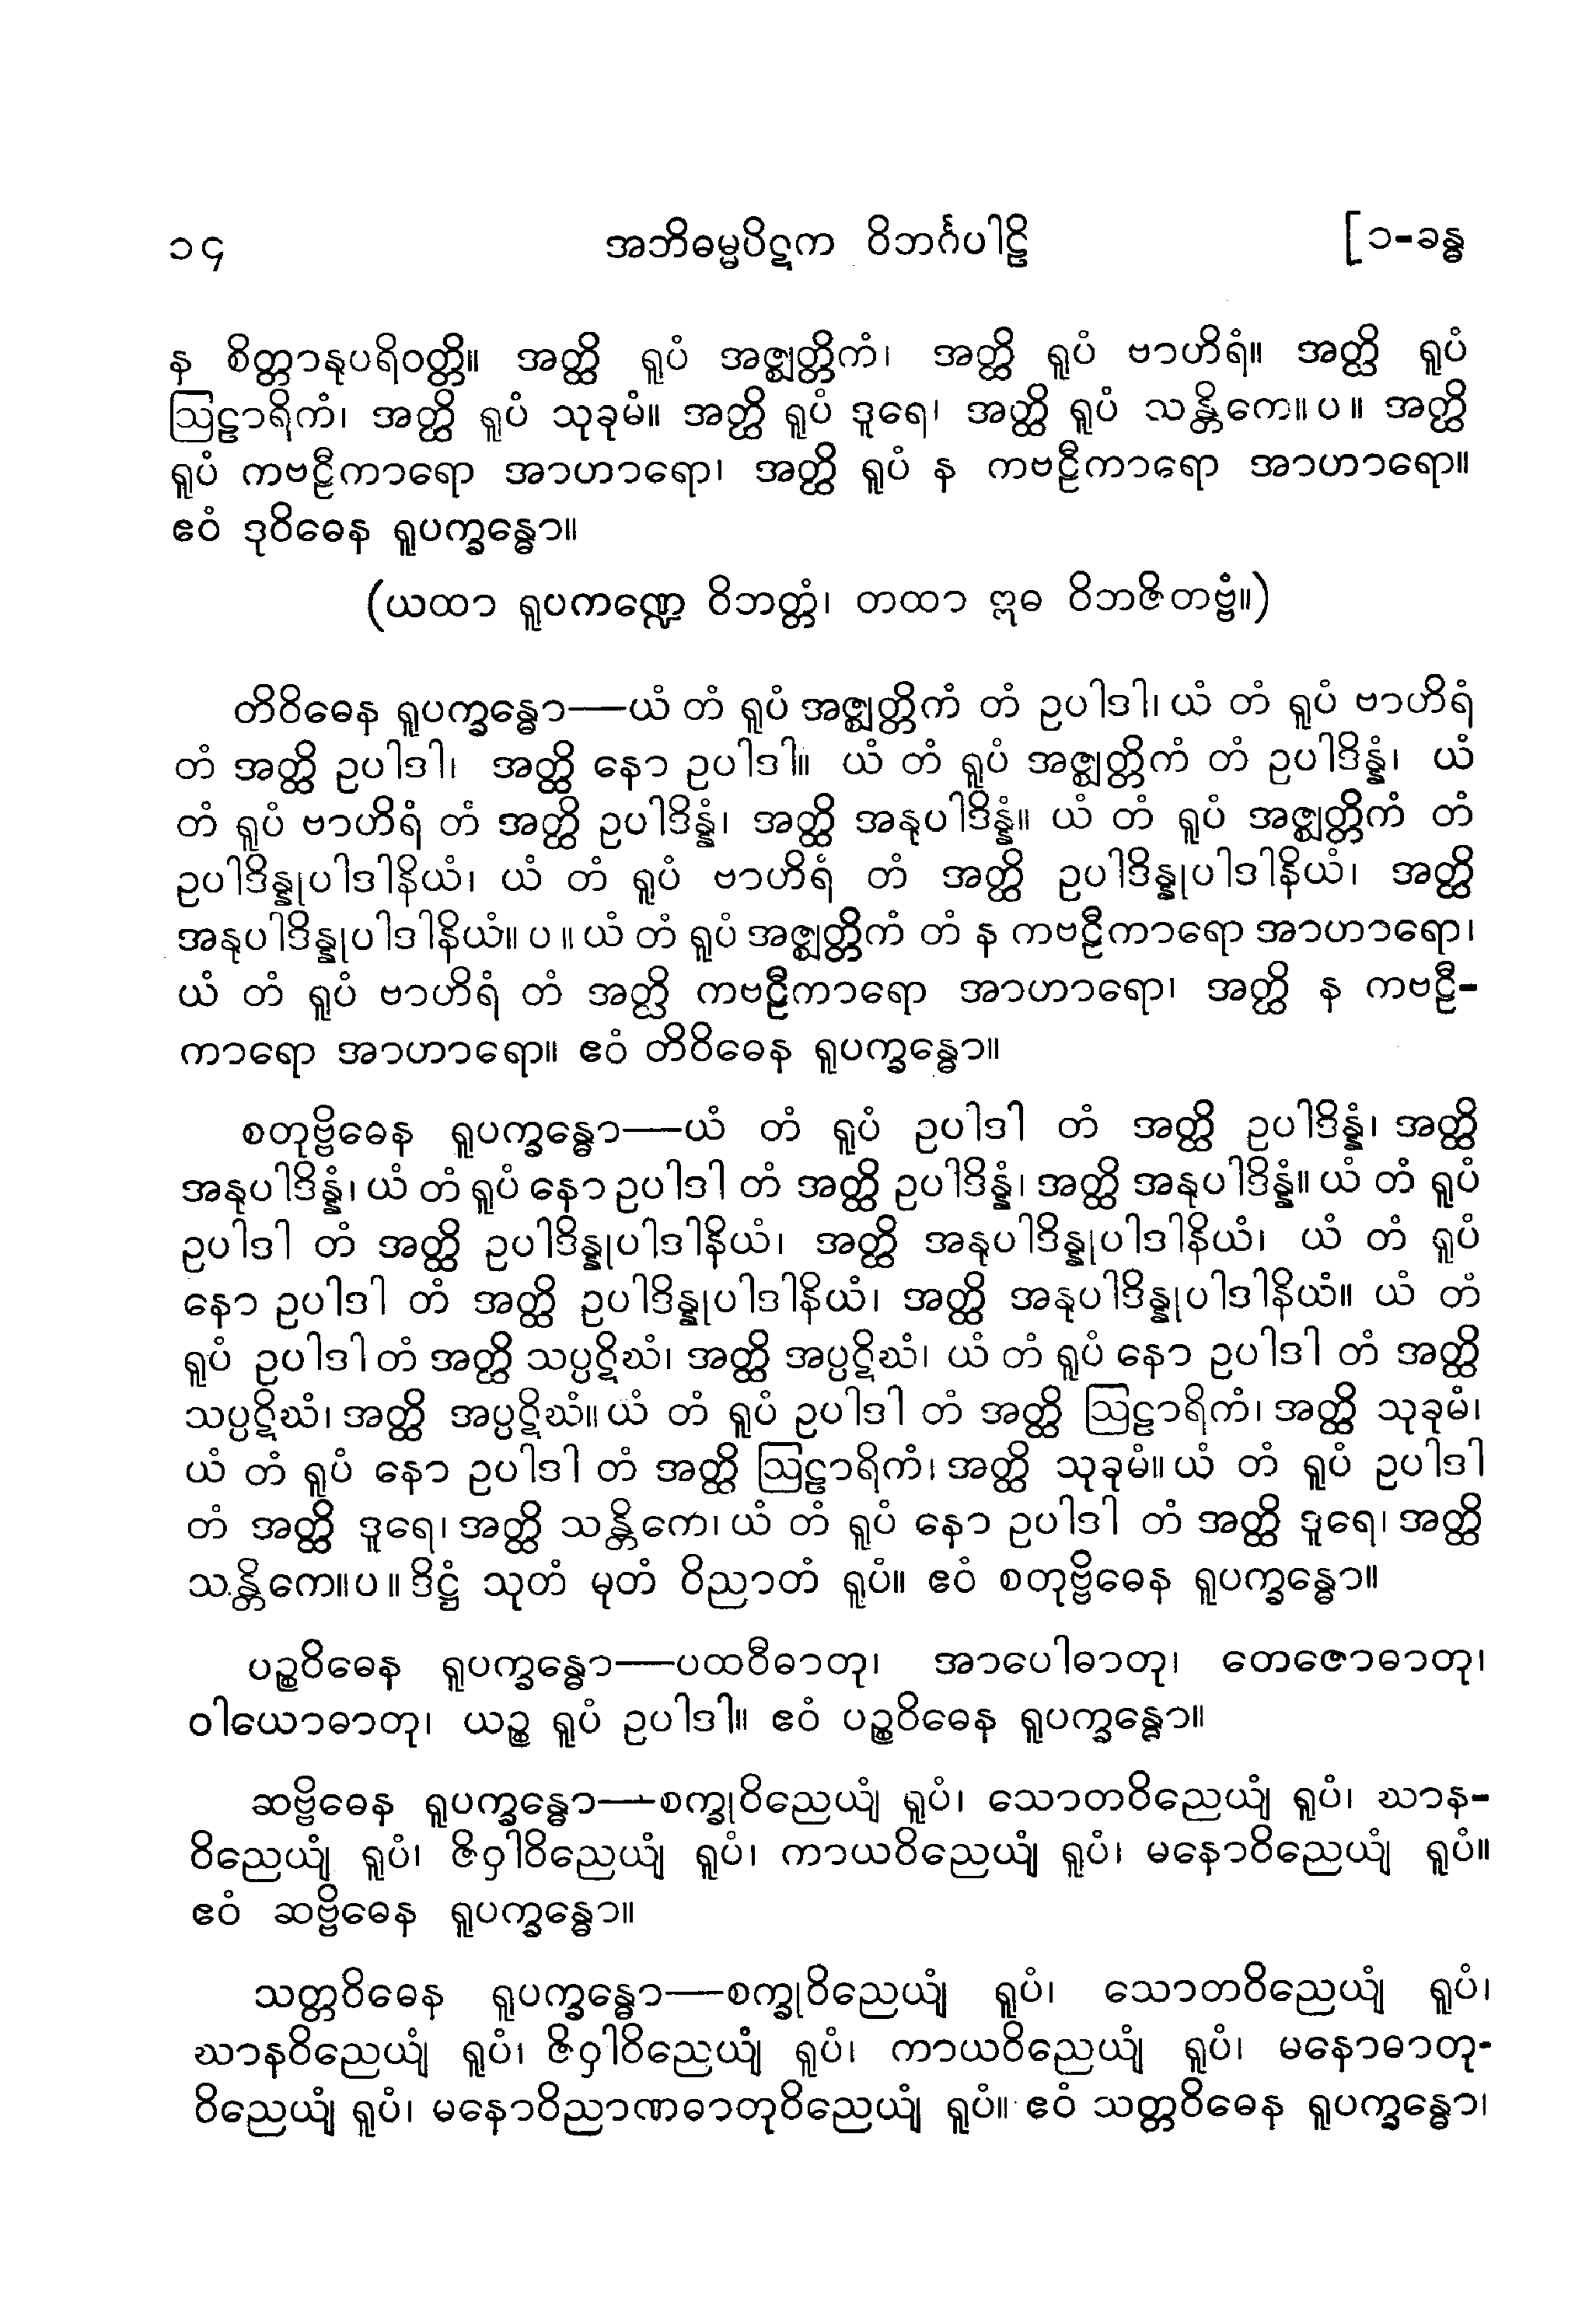 ၁၄ အဘိဓမ္မပိဋက ဝိဘင်္ဂပါဠိ [၁-ခန္ဓ
န စိတ္တာနုပရိဝတ္တိ။ အတ္ထိ ရူပံ အဇ္ဈတ္တိကံ၊ အတ္ထိ ရူပံ ဗာဟိရံ။ အတ္ထိ ရူပံ
ဩဠာရိကံ၊ အတ္ထိ ရူပံ သုခုမံ။ အတ္ထိ ရူပံ ဒူရေ၊ အတ္ထိ ရူပံ သန္တိကေ။ပ။ အတ္ထိ
ရူပံ ကဗဠီကာရော အာဟာရော၊ အတ္ထိ ရူပံ န ကဗဠီကာရော အာဟာရော။
ဧဝံ ဒုဝိဓေန ရူပက္ခန္ဓော။
(ယထာ ရူပကဏ္ဍေ ဝိဘတ္တံ၊ တထာ ဣဓ ဝိဘဇိတဗ္ဗံ။)
တိဝိဓေန ရူပက္ခန္ဓော—ယံ တံ ရူပံ အဇ္ဈတ္တိကံ တံ ဥပါဒါ၊ ယံ တံ ရူပံ ဗာဟိရံ
တံ အတ္ထိ ဥပါဒါ၊ အတ္ထိ နော ဥပါဒါ။ ယံ တံ ရူပံ အဇ္ဈတ္တိကံ တံ ဥပါဒိန္နံ၊ ယံ
တံ ရူပံ ဗာဟိရံ တံ အတ္ထိ ဥပါဒိန္နံ၊ အတ္ထိ အနုပါဒိန္နံ။ ယံ တံ ရူပံ အဇ္ဈတ္တိကံ တံ
ဥပါဒိန္နုပါဒါနိယံ၊ ယံ တံ ရူပံ ဗာဟိရံ တံ အတ္ထိ ဥပါဒိန္နုပါဒါနိယံ၊ အတ္ထိ
အနုပါဒိန္နုပါဒါနိယံ။ ပ ။ ယံ တံ ရူပံ အဇ္ဈတ္တိကံ တံ န ကဗဠီကာရော အာဟာရော၊
ယံ တံ ရူပံ ဗာဟိရံ တံ အတ္ထိ ကဗဠီကာရော အာဟာရော၊ အတ္ထိ န ကဗဠီ-
ကာရော အာဟာရော။ ဧဝံ တိဝိဓေန ရူပက္ခန္ဓော။
စတုဗ္ဗိဓေန ရူပက္ခန္ဓော—ယံ တံ ရူပံ ဥပါဒါ တံ အတ္ထိ ဥပါဒိန္နံ၊ အတ္ထိ
အနုပါဒိန္နံ၊ ယံ တံ ရူပံ နော ဥပါဒါ တံ အတ္ထိ ဥပါဒိန္နံ၊ အတ္ထိ အနုပါဒိန္နံ။ ယံ တံ ရူပံ
ဥပါဒါ တံ အတ္ထိ ဥပါဒိန္နုပါဒါနိယံ၊ အတ္ထိ အနုပါဒိန္နုပါဒါနိယံ၊ ယံ တံ ရူပံ
နော ဥပါဒါ တံ အတ္ထိ ဥပါဒိန္နုပါဒါနိယံ၊ အတ္ထိ အနုပါဒိန္နုပါဒါနိယံ။ ယံ တံ
ရူပံ ဥပါဒါ တံ အတ္ထိ သပ္ပဋိဃံ၊ အတ္ထိ အပ္ပဋိဃံ၊ ယံ တံ ရူပံ နော ဥပါဒါ တံ အတ္ထိ
သပ္ပဋိဃံ၊ အတ္ထိ အပ္ပဋိဃံ။ ယံ တံ ရူပံ ဥပါဒါ တံ အတ္ထိ ဩဠာရိကံ၊ အတ္ထိ သုခုမံ၊
ယံ တံ ရူပံ နော ဥပါဒါ တံ အတ္ထိ ဩဠာရိကံ၊ အတ္ထိ သုခုမံ။ ယံ တံ ရူပံ ဥပါဒါ
တံ အတ္ထိ ဒူရေ၊ အတ္ထိ သန္တိကေ၊ ယံ တံ ရူပံ နော ဥပါဒါ တံ အတ္ထိ ဒူရေ၊ အတ္ထိ
သန္တိကေ။ပ။ ဒိဋ္ဌံ သုတံ မုတံ ဝိညာတံ ရူပံ။ ဧဝံ စတုဗ္ဗိဓေန ရူပက္ခန္ဓော။
ပဉ္စဝိဓေန ရူပက္ခန္ဓော—ပထဝီဓာတု၊ အာပေါဓာတု၊ တေဇောဓာတု၊
ဝါယောဓာတု၊ ယဉ္စ ရူပံ ဥပါဒါ။ ဧဝံ ပဉ္စဝိဓေန ရူပက္ခန္ဓော။
ဆဗ္ဗိဓေန ရူပက္ခန္ဓော—စက္ခုဝိညေယျံ ရူပံ၊ သောတဝိညေယျံ ရူပံ၊ ဃာန-
ဝိညေယျံ ရူပံ၊ ဇိဝှါဝိညေယျံ ရူပံ၊ ကာယဝိညေယျံ ရူပံ၊ မနောဝိညေယျံ ရူပံ။
ဧဝံ ဆဗ္ဗိဓေန ရူပက္ခန္ဓော။
သတ္တဝိဓေန ရူပက္ခန္ဓော—စက္ခုဝိညေယျံ ရူပံ၊ သောတဝိညေယျံ ရူပံ၊
ဃာနဝိညေယျံ ရူပံ၊ ဇိဝှါဝိညေယျံ ရူပံ၊ ကာယဝိညေယျံ ရူပံ၊ မနောဓာတု-
ဝိညေယျံ ရူပံ၊ မနောဝိညာဏဓာတုဝိညေယျံ ရူပံ။ ဧဝံ သတ္တဝိဓေန ရူပက္ခန္ဓော၊